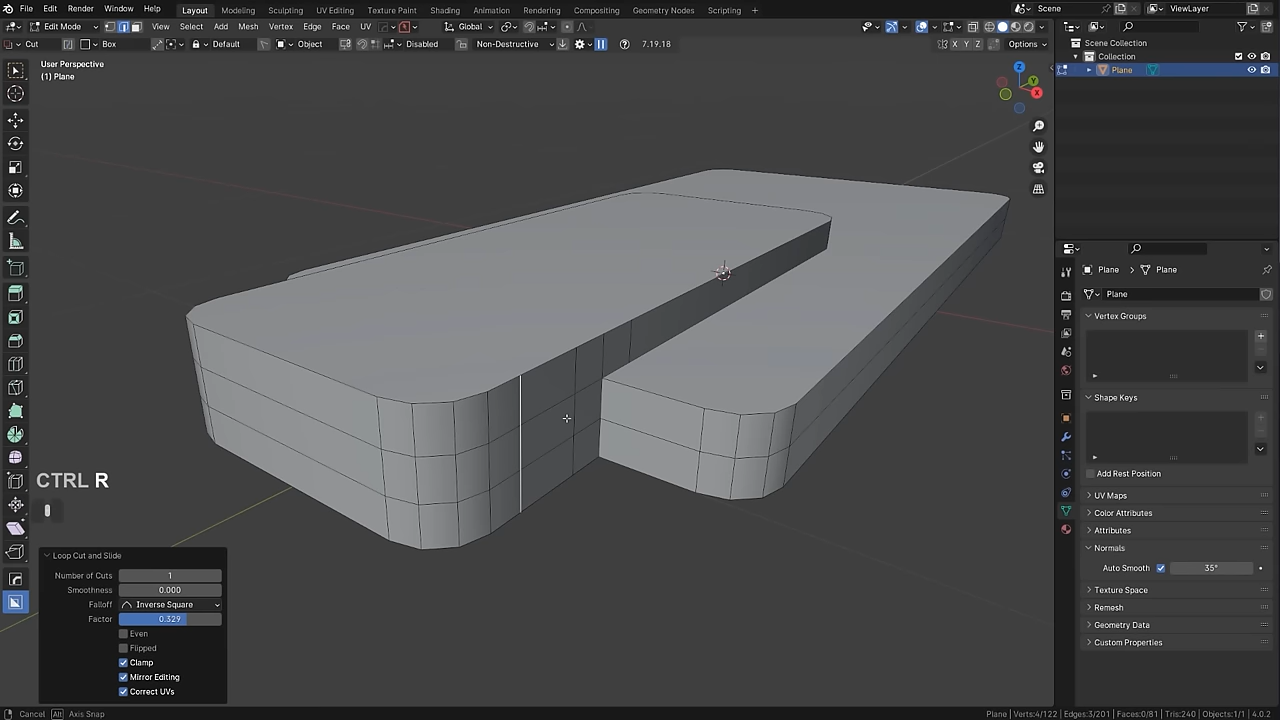 File Edit Render Window Help Layout Modeling Sculpting UV Editing Texture Paint Shading Animation Rendering Compositing Geometry Nodes Scripting + Scene ViewLayer
Edit Mode View Select Add Mesh Vertex Edge Face UV Global
Cut Box Default Object Disabled Non-Destructive 7.19.18 X Y Z Options
User Perspective
(1) Plane
Z
Y
X
CTRL R
Loop Cut and Slide
Number of Cuts 1
Smoothness 0.000
Falloff Inverse Square
Factor 0.329
Even
Flipped
Clamp
Mirror Editing
Correct UVs
Scene Collection
Collection
Plane
Plane > Plane
Plane
Vertex Groups
Shape Keys
Add Rest Position
UV Maps
Color Attributes
Attributes
Normals
Auto Smooth 35°
Texture Space
Remesh
Geometry Data
Custom Properties
Cancel Alt Axis Snap Plane | Verts:4/122 | Edges:3/201 | Faces:0/81 | Tris:240 | Objects:1/1 | 4.0.2